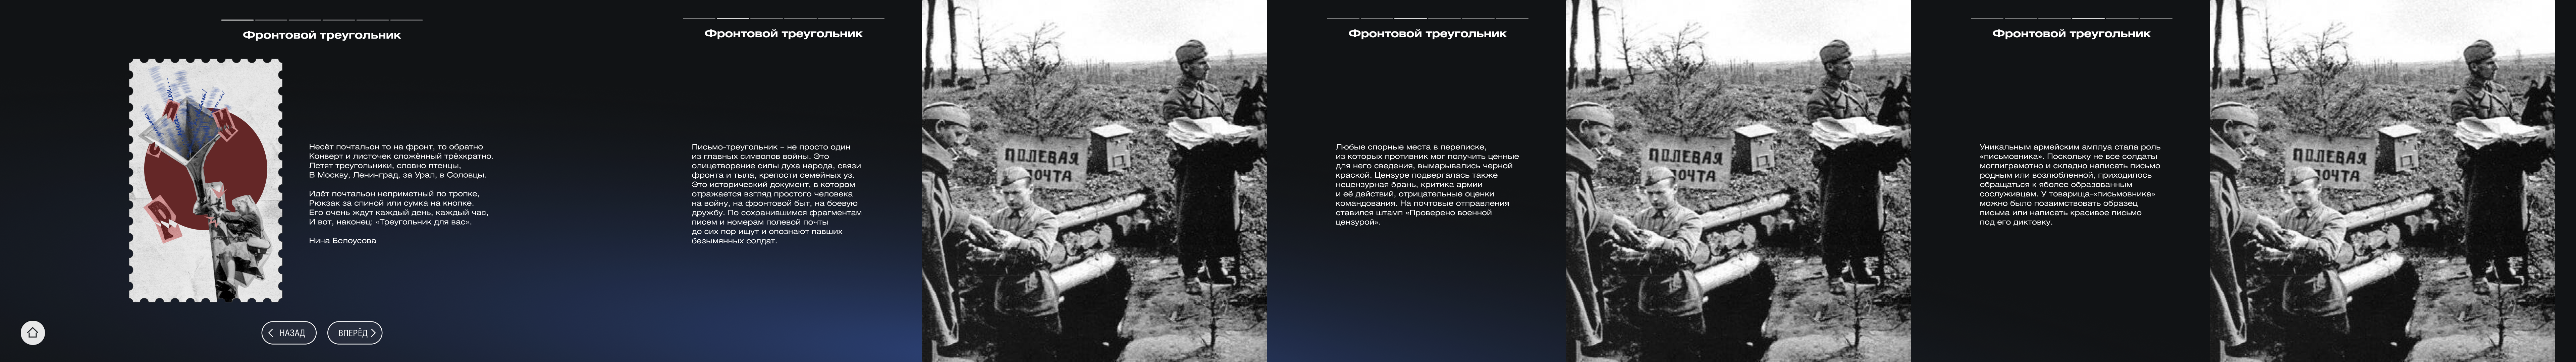 Фронтовой треугольник
Несёт почтальон то на фронт, то обратно
Конверт и листочек сложённый трёхкратно.
Летят треугольники, словно птенцы,
В Москву, Ленинград, за Урал, в Соловцы.
Идёт почтальон неприметный по тропке,
Рюкзак за спиной или сумка на кнопке.
Его очень ждут каждый день, каждый час,
И вот, наконец: «Треугольник для вас».
Нина Белоусова
НАЗАД
ВПЕРЁД
Фронтовой треугольник
Письмо-треугольник – не просто один
из главных символов войны. Это
олицетворение силы духа народа, связи
фронта и тыла, крепости семейных уз.
Это исторический документ, в котором
отражается взгляд простого человека
на войну, на фронтовой быт, на боевую
дружбу. По сохранившимся фрагментам
писем и номерам полевой почты
до сих пор ищут и опознают павших
безымянных солдат.
ПОЛЕВАЯ
ПОЧТА
Фронтовой треугольник
Любые спорные места в переписке,
из которых противник мог получить ценные
для него сведения, вымарывались черной
краской. Цензуре подвергалась также
нецензурная брань, критика армии
и её действий, отрицательные оценки
командования. На почтовые отправления
ставился штамп «Проверено военной
цензурой».
ПОЛЕВАЯ
ПОЧТА
Фронтовой треугольник
Уникальным армейским амплуа стала роль
«письмовника». Поскольку не все солдаты
моглиграмотно и складно написать письмо
родным или возлюбленной, приходилось
обращаться к яболее образованным
сослуживцам. У товарища-«письмовника»
можно было позаимствовать образец
письма или написать красивое письмо
под его диктовку.
ПОЛЕВАЯ
ПОЧТА